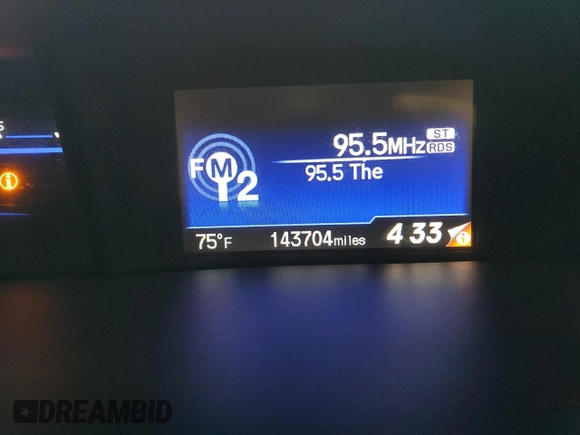 95.5MHz ST
RDS
FM
2
95.5 The
75°F 143704miles 4 33
DREAMBID